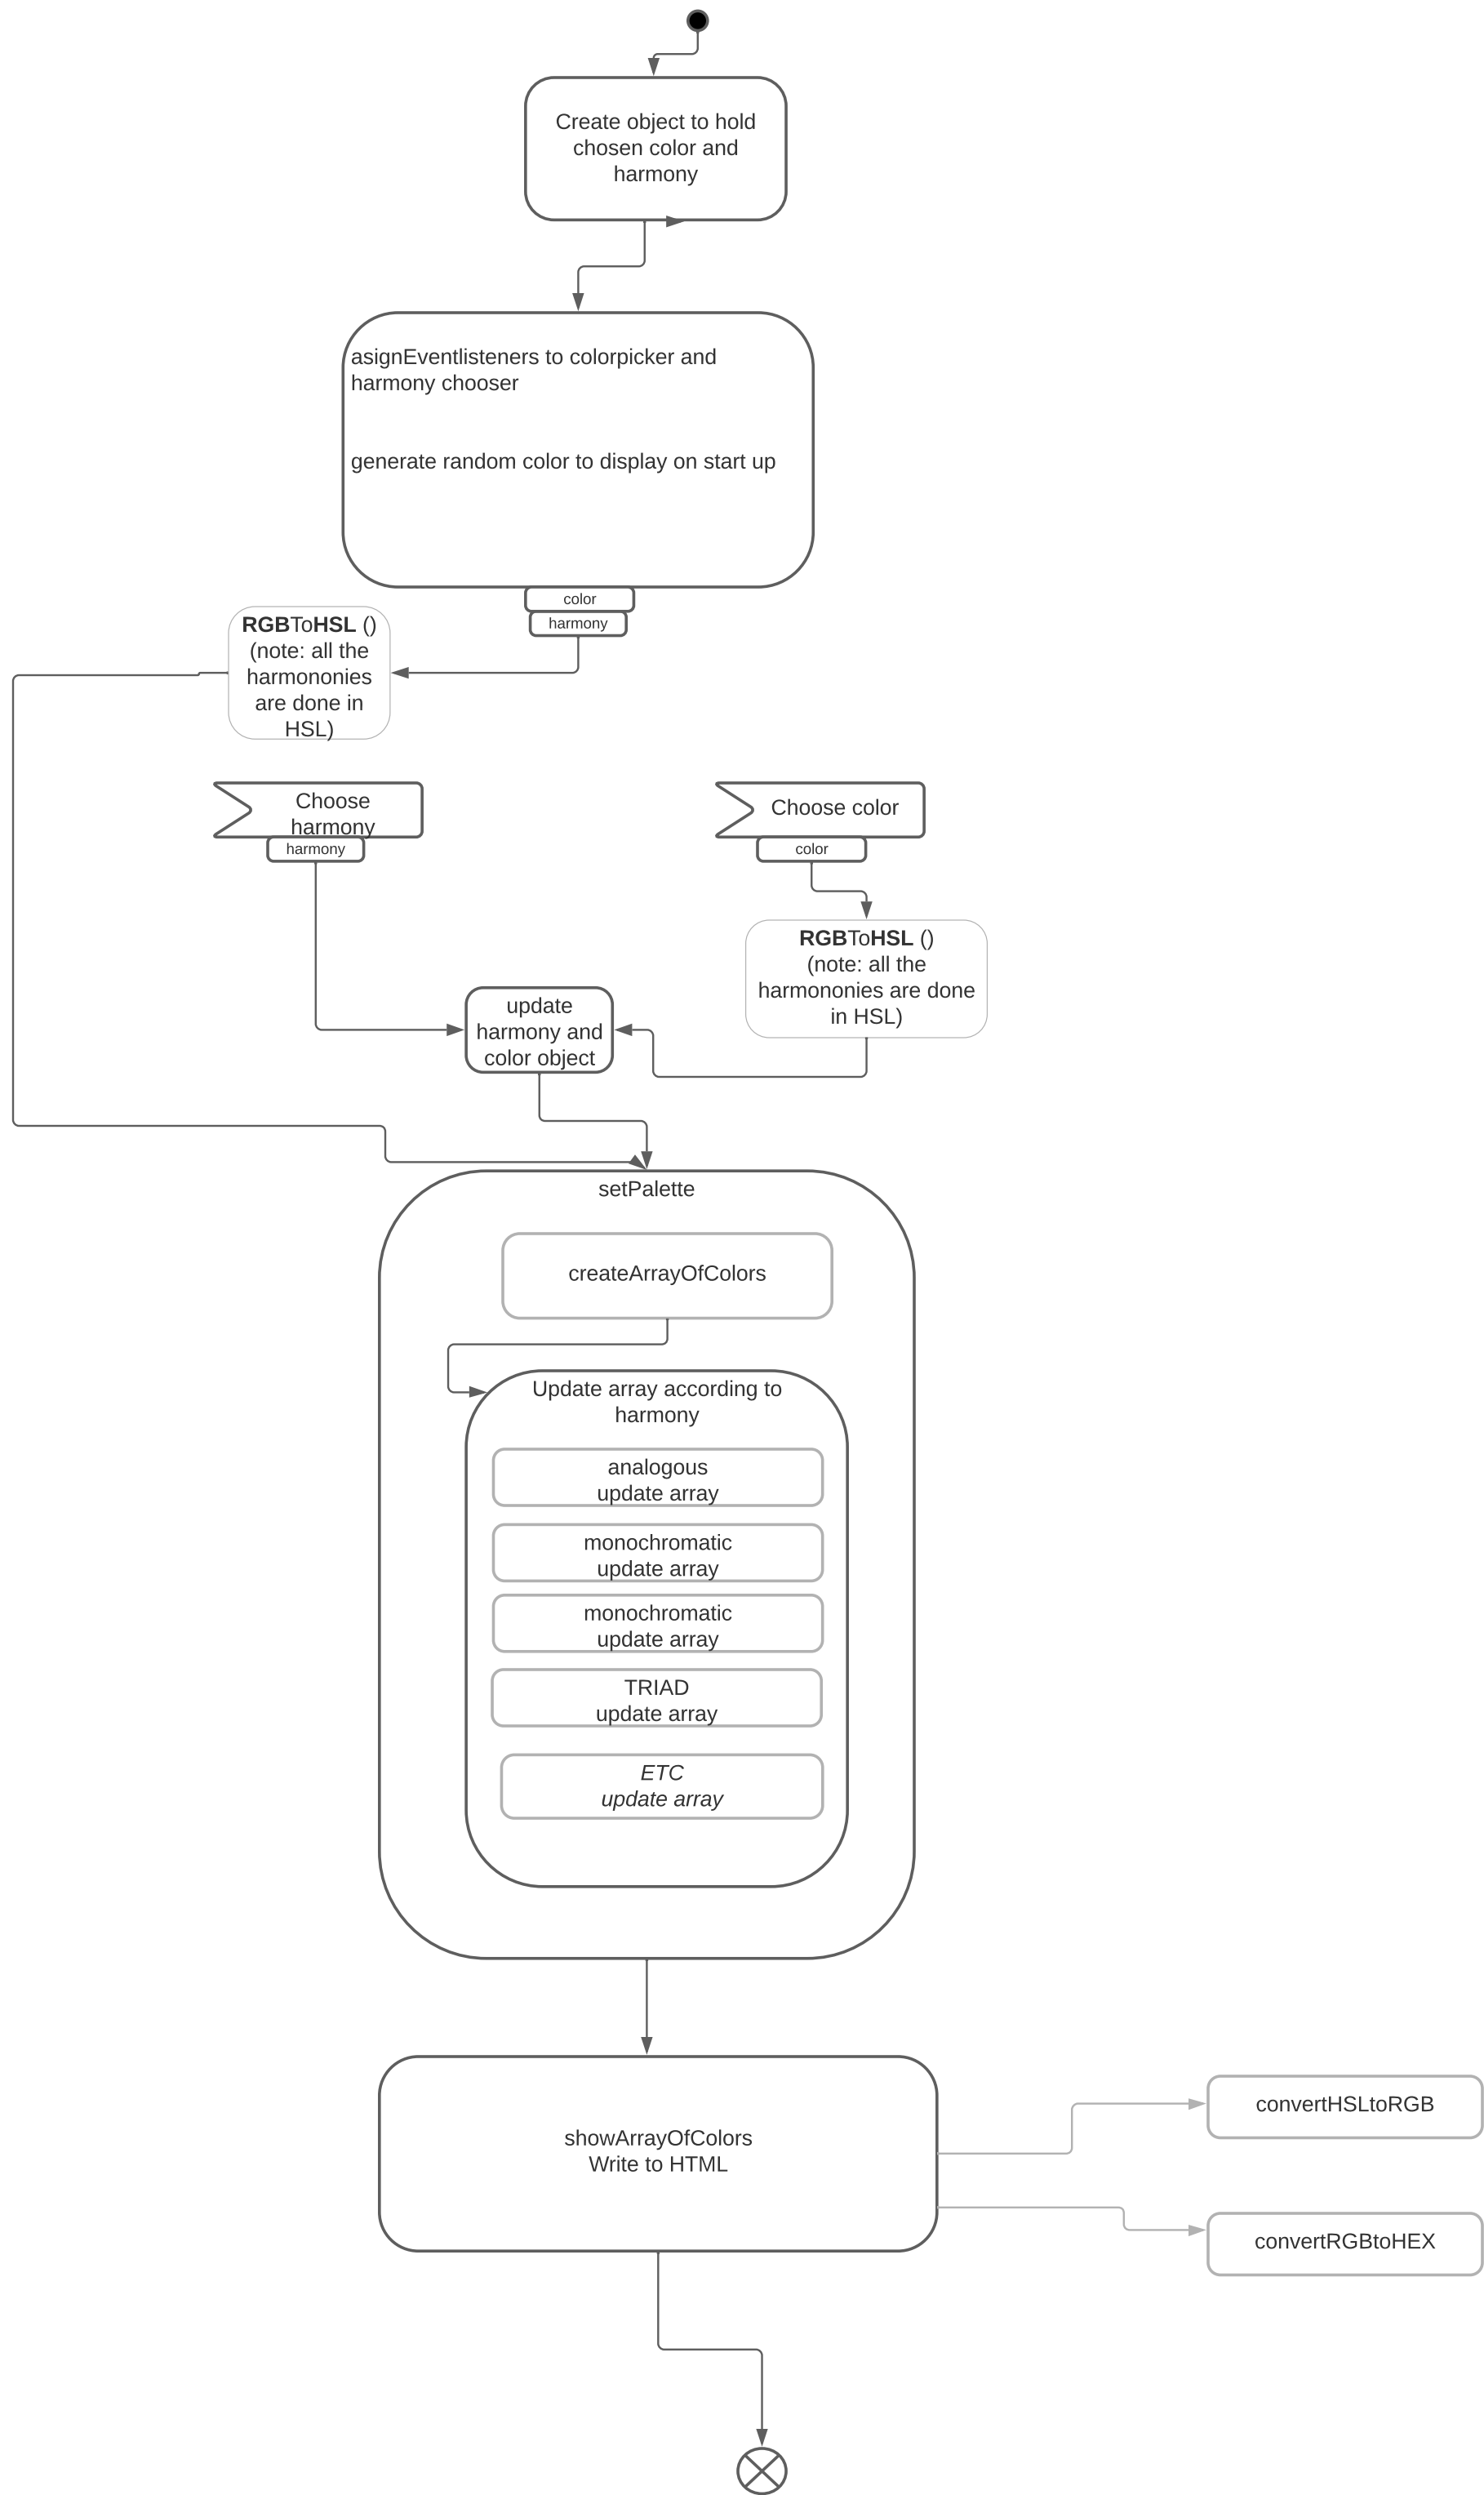 Create object to hold
chosen color and
harmony
asignEventlisteners to colorpicker and
harmony chooser
generate random color to display on start up
color
harmony
RGBToHSL ()
(note: all the
harmononies
are done in
HSL)
Choose
harmony
harmony
Choose color
color
RGBToHSL ()
(note: all the
harmononies are done
in HSL)
update
harmony and
color object
setPalette
createArrayOfColors
Update array according to
harmony
analogous
update array
monochromatic
update array
monochromatic
update array
TRIAD
update array
ETC
update array
showArrayOfColors
Write to HTML
convertHSLtoRGB
convertRGBtoHEX